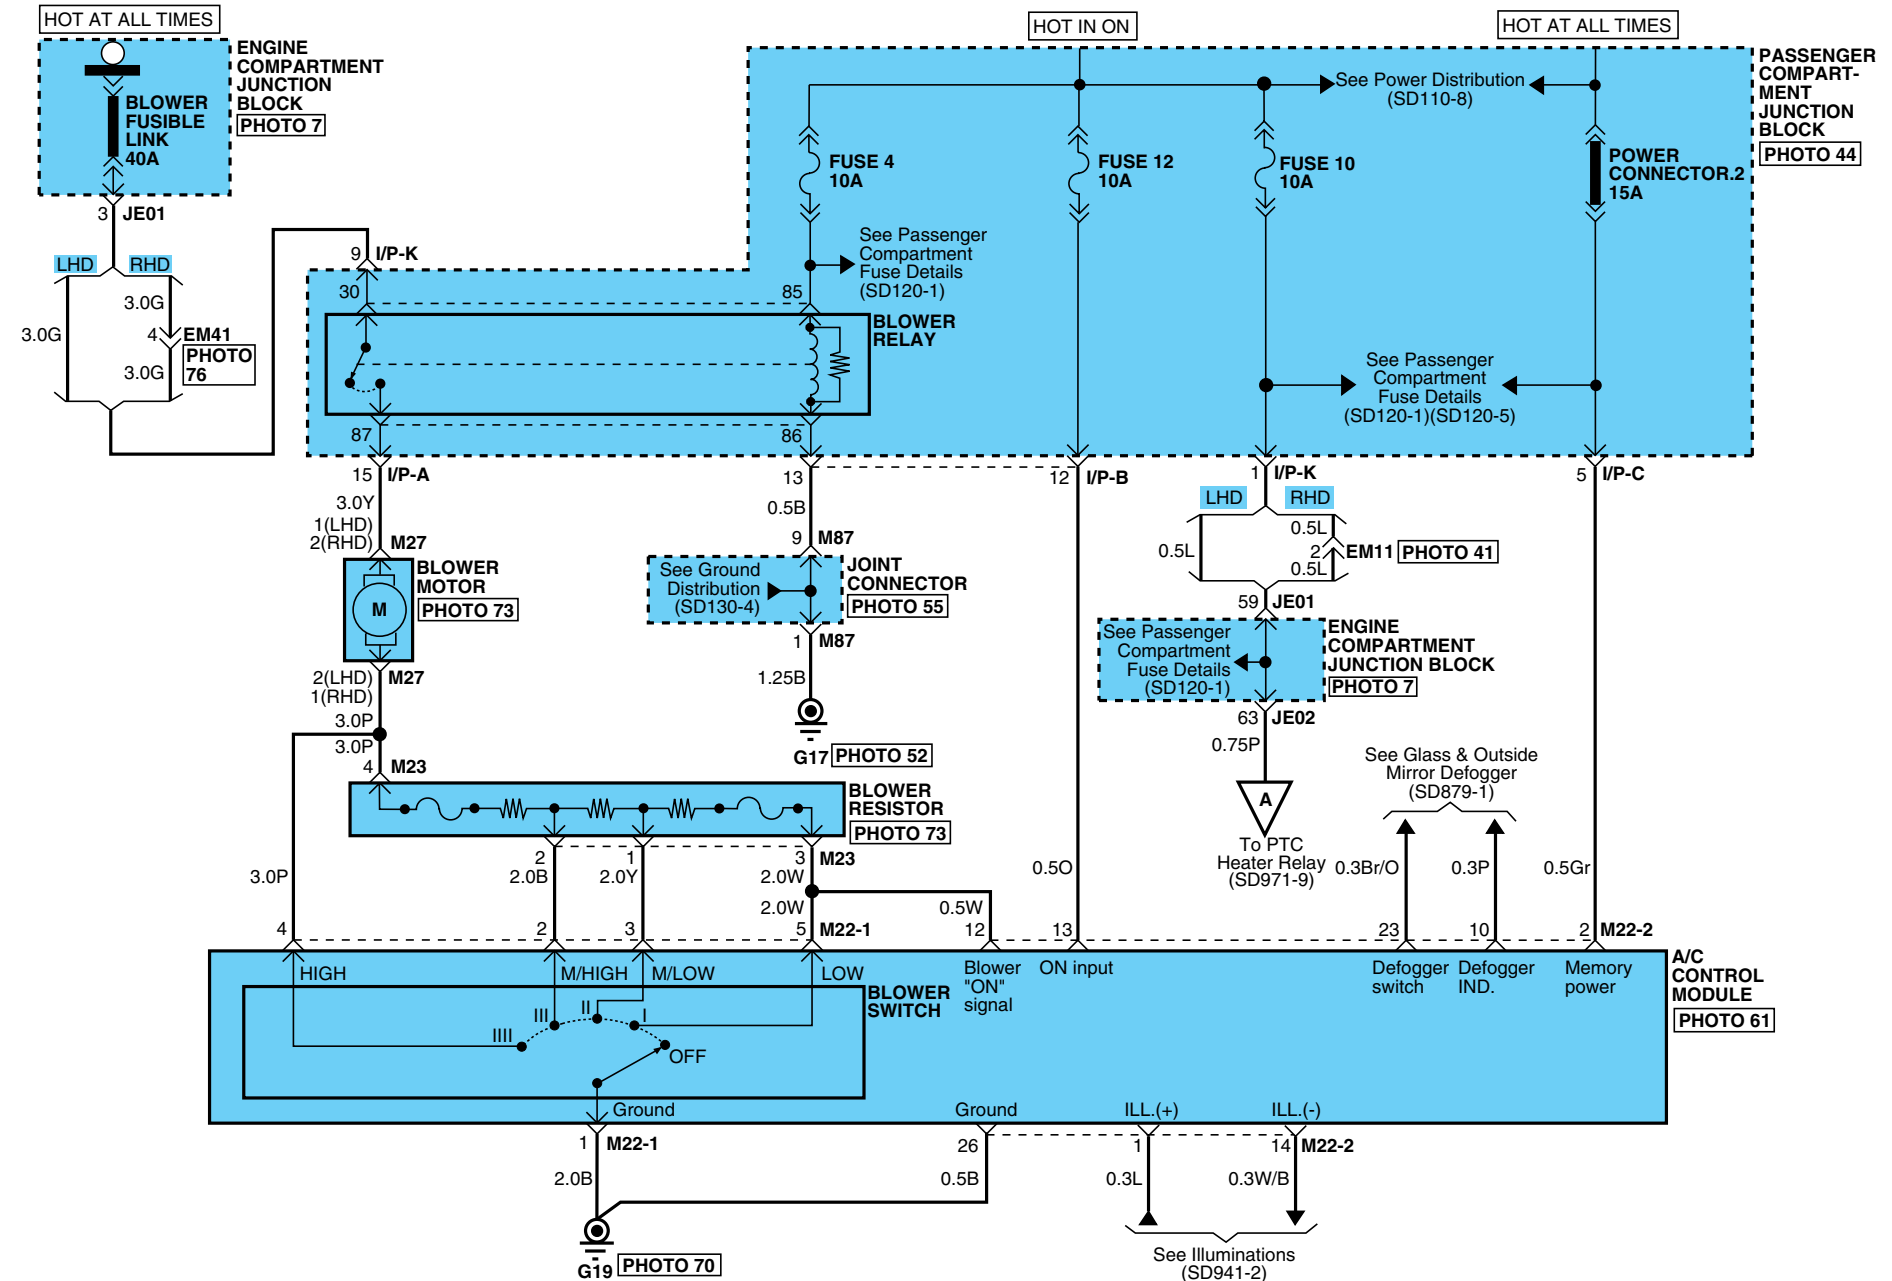 HOT AT ALL TIMES
HOT IN ON
HOT AT ALL TIMES
ENGINE
COMPARTMENT
JUNCTION
BLOCK
PHOTO 7
BLOWER
FUSIBLE
LINK
40A
3
JE01
LHD
RHD
3.0G
3.0G
4
EM41
PHOTO
76
3.0G
PASSENGER
COMPART-
MENT
JUNCTION
BLOCK
PHOTO 44
See Power Distribution
(SD110-8)
FUSE 4
10A
FUSE 12
10A
FUSE 10
10A
POWER
CONNECTOR.2
15A
See Passenger
Compartment
Fuse Details
(SD120-1)
9
I/P-K
30
85
BLOWER
RELAY
See Passenger
Compartment
Fuse Details
(SD120-1)(SD120-5)
87
86
15
I/P-A
13
12
I/P-B
1
I/P-K
5
I/P-C
3.0Y
1(LHD)
2(RHD)
M27
BLOWER
MOTOR
PHOTO 73
M
2(LHD)
1(RHD)
M27
3.0P
3.0P
4
M23
0.5B
9
M87
See Ground
Distribution
(SD130-4)
JOINT
CONNECTOR
PHOTO 55
1
M87
1.25B
G17
PHOTO 52
LHD
RHD
0.5L
0.5L
2
EM11
PHOTO 41
0.5L
59
JE01
See Passenger
Compartment
Fuse Details
(SD120-1)
ENGINE
COMPARTMENT
JUNCTION BLOCK
PHOTO 7
63
JE02
0.75P
A
To PTC
Heater Relay
(SD971-9)
See Glass & Outside
Mirror Defogger
(SD879-1)
BLOWER
RESISTOR
PHOTO 73
2
1
3
M23
3.0P
2.0B
2.0Y
2.0W
2.0W
0.5W
0.5O
0.3Br/O
0.3P
0.5Gr
4
2
3
5
M22-1
12
13
23
10
2
M22-2
HIGH
M/HIGH
M/LOW
LOW
Blower
"ON"
signal
ON input
Defogger
switch
Defogger
IND.
Memory
power
A/C
CONTROL
MODULE
PHOTO 61
BLOWER
SWITCH
IIII
III
II
I
OFF
Ground
Ground
ILL.(+)
ILL.(-)
1
M22-1
26
1
14
M22-2
2.0B
0.5B
0.3L
0.3W/B
G19
PHOTO 70
See Illuminations
(SD941-2)